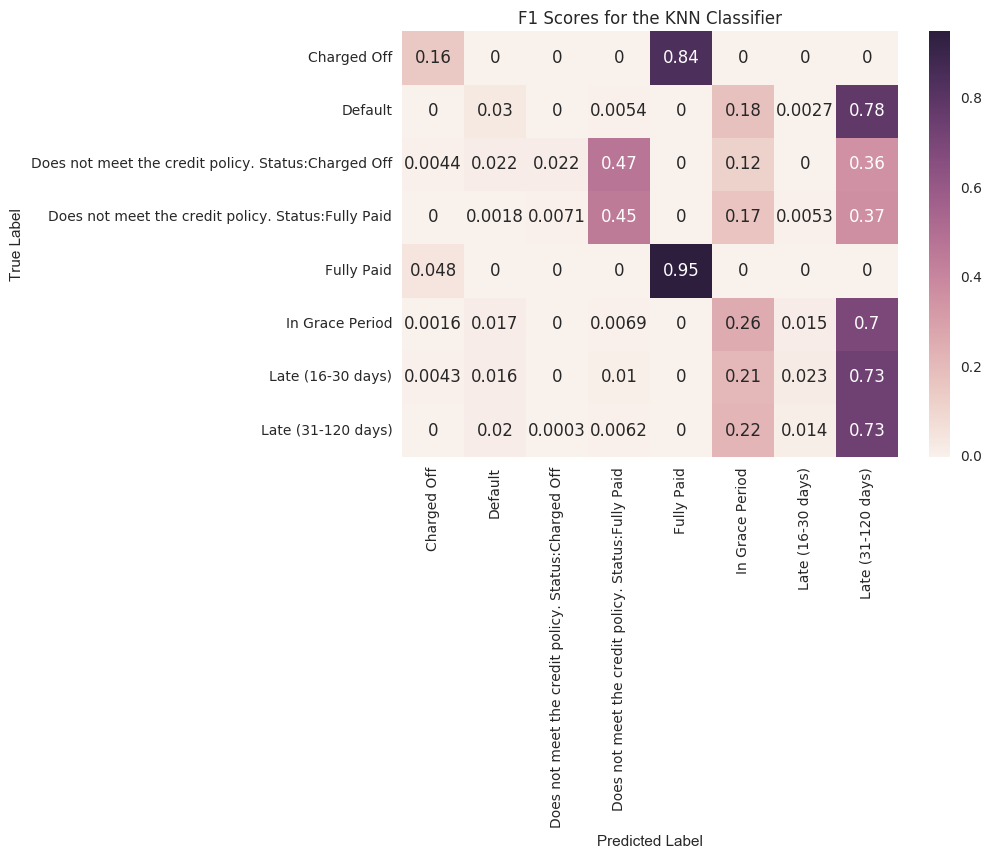 F1 Scores for the KNN Classifier
Charged Off 0.16 0 0 0 0.84 0 0 0
Default 0 0.03 0 0.0054 0 0.18 0.0027 0.78
Does not meet the credit policy. Status:Charged Off 0.0044 0.022 0.022 0.47 0 0.12 0 0.36
Does not meet the credit policy. Status:Fully Paid 0 0.0018 0.0071 0.45 0 0.17 0.0053 0.37
Fully Paid 0.048 0 0 0 0.95 0 0 0
In Grace Period 0.0016 0.017 0 0.0069 0 0.26 0.015 0.7
Late (16-30 days) 0.0043 0.016 0 0.01 0 0.21 0.023 0.73
Late (31-120 days) 0 0.02 0.0003 0.0062 0 0.22 0.014 0.73
True Label
0.8
0.6
0.4
0.2
0.0
Charged Off
Default
Does not meet the credit policy. Status:Charged Off
Does not meet the credit policy. Status:Fully Paid
Fully Paid
In Grace Period
Late (16-30 days)
Late (31-120 days)
Predicted Label